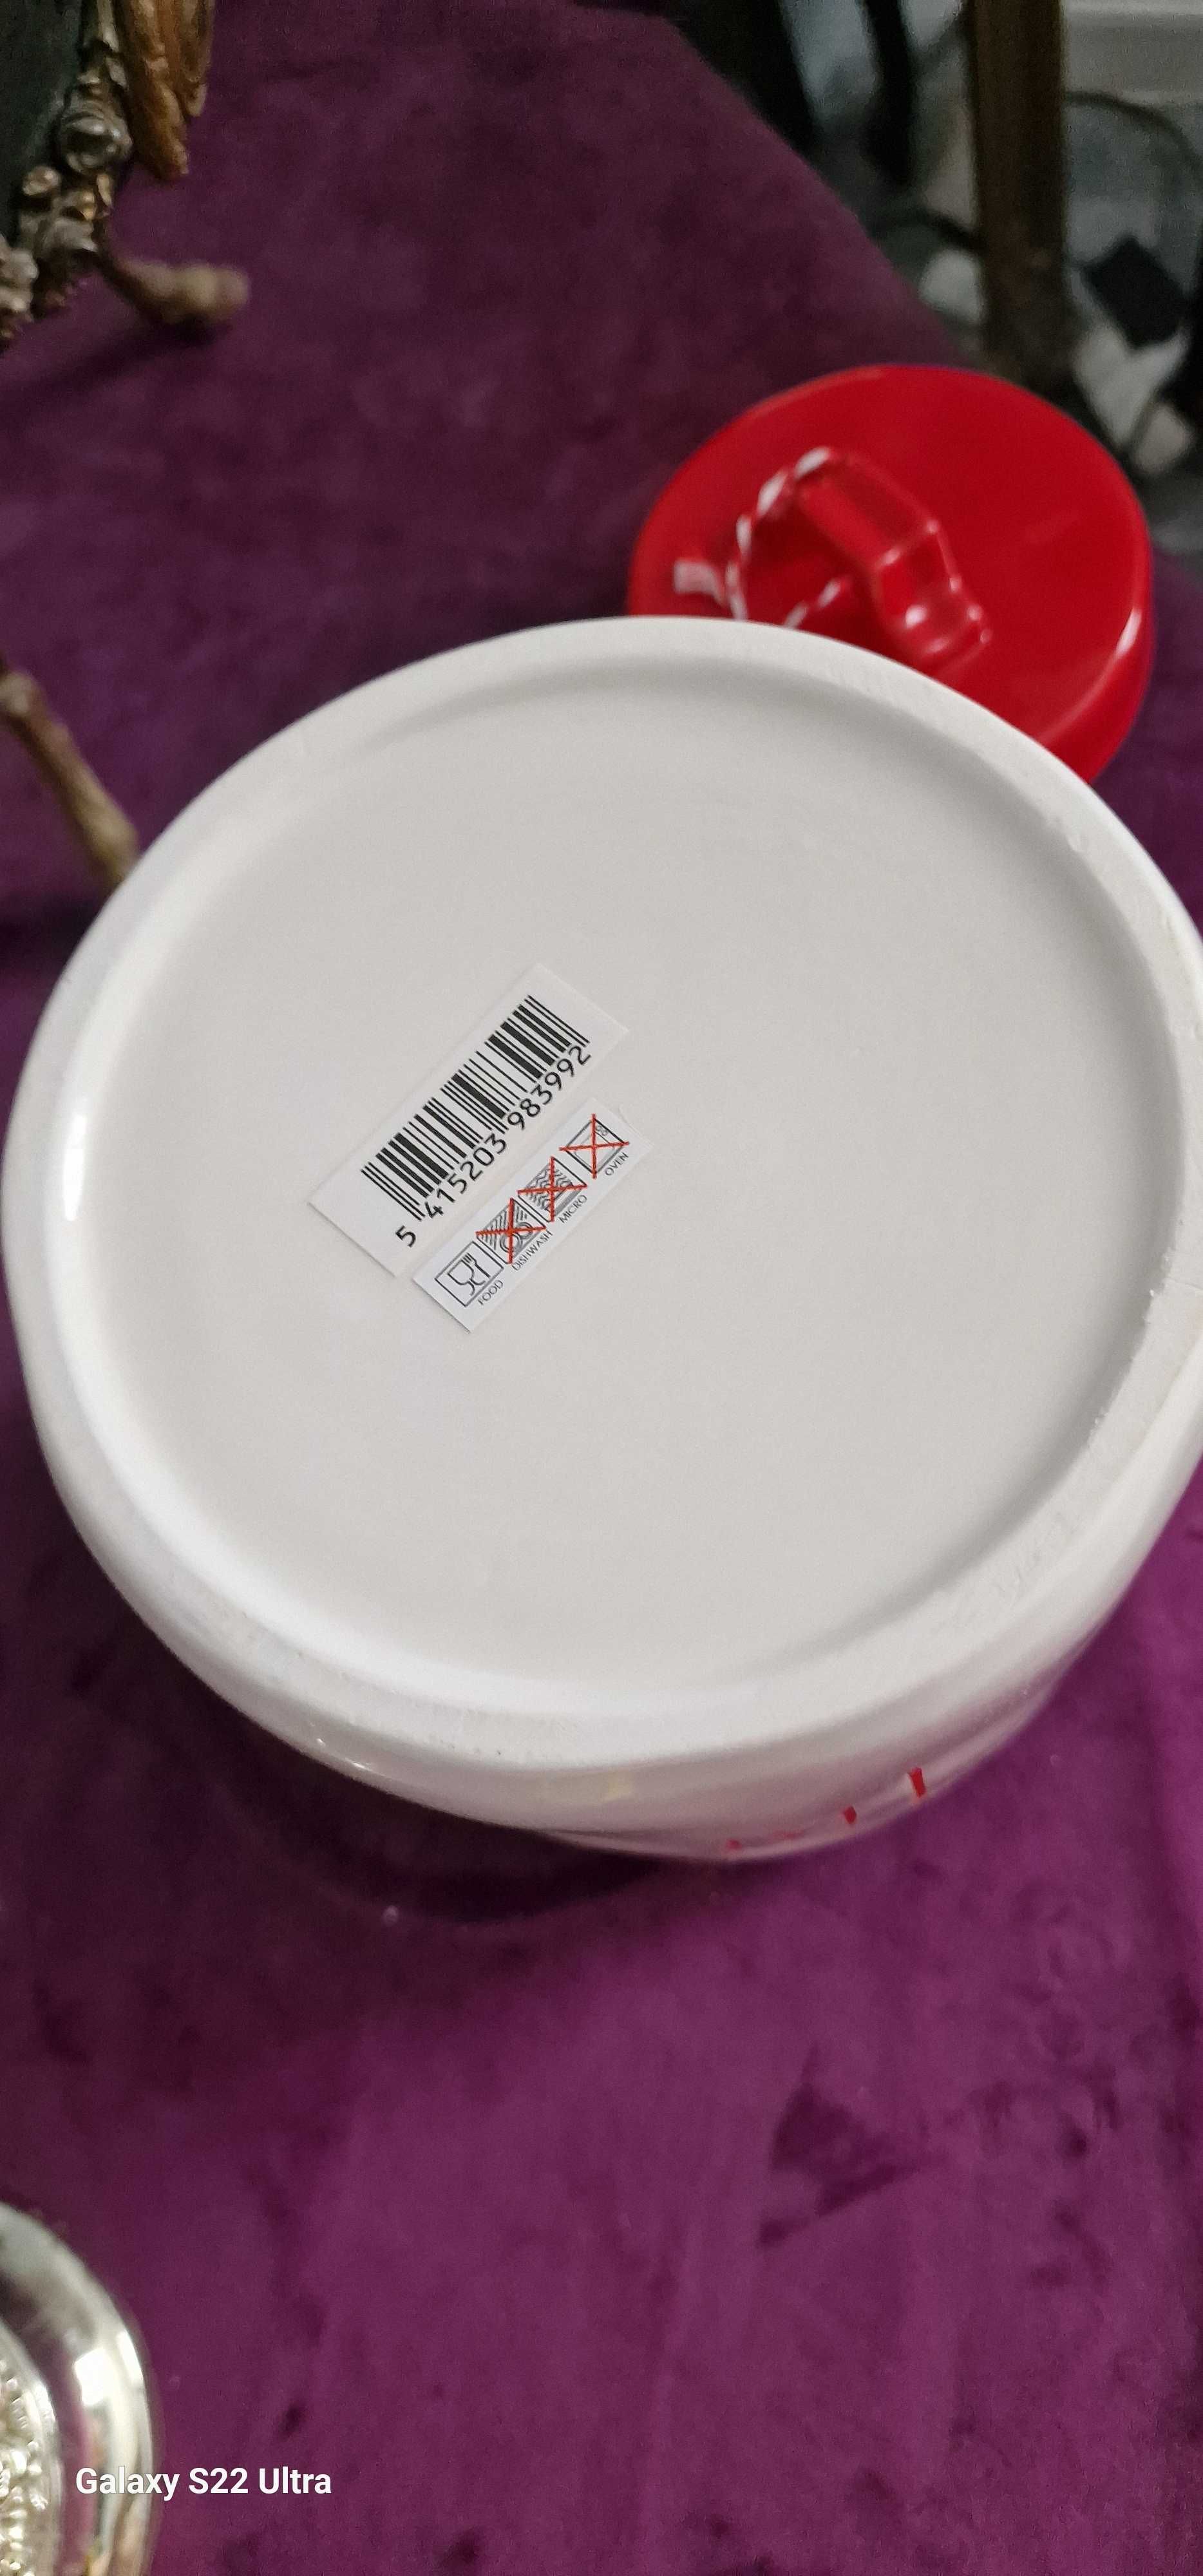 5 415203 983992
FOOD DISHWASH MICRO OVEN
Galaxy S22 Ultra